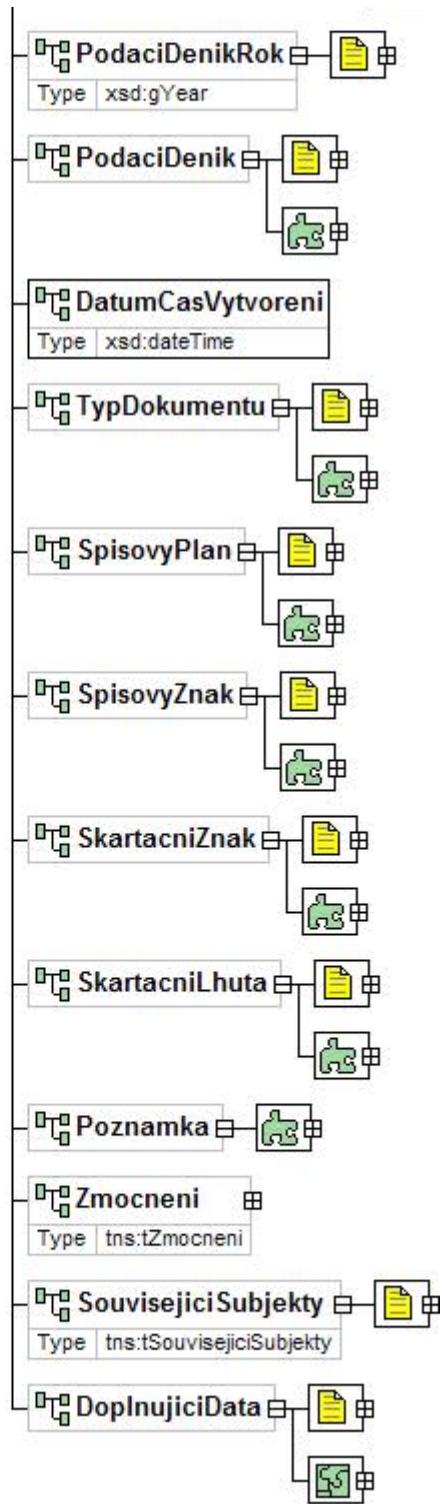 PodaciDenikRok
Type xsd:gYear
PodaciDenik
DatumCasVytvoreni
Type xsd:dateTime
TypDokumentu
SpisovyPlan
SpisovyZnak
SkartacniZnak
SkartacniLhuta
Poznamka
Zmocneni
Type tns:tZmocneni
SouvisejiciSubjekty
Type tns:tSouvisejiciSubjekty
DoplnujiciData